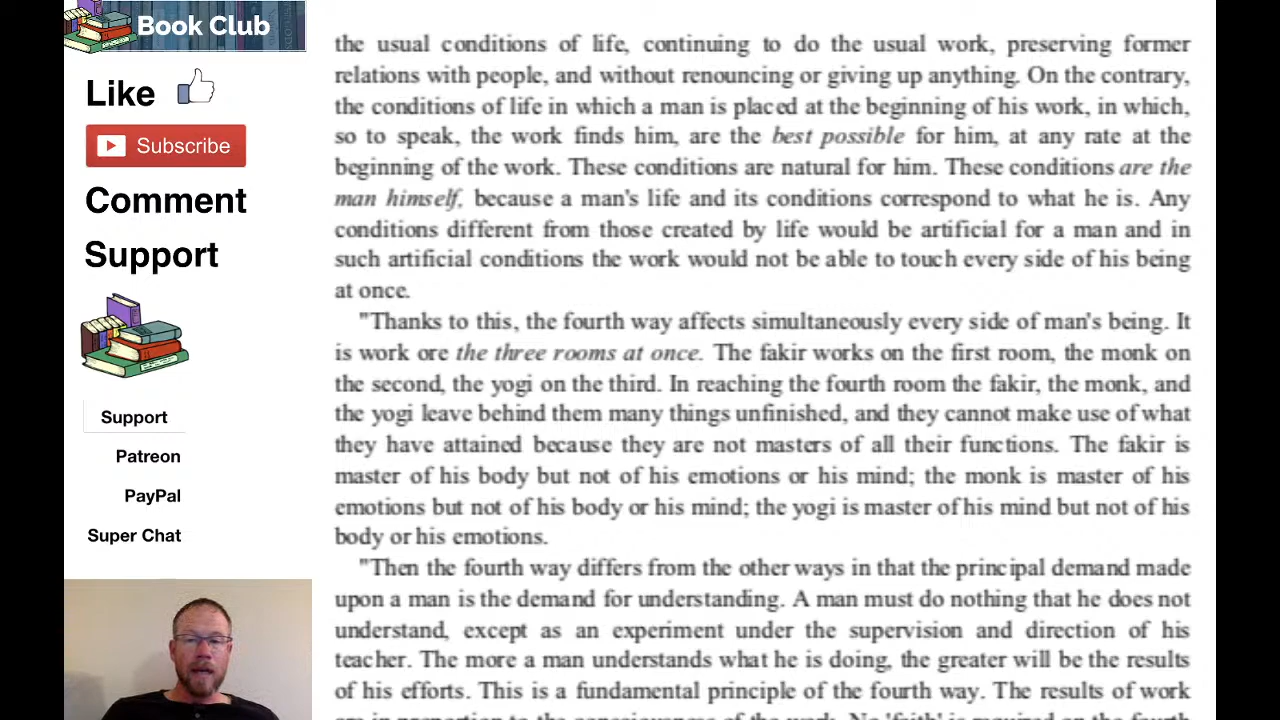 Book Club
Like
Subscribe
Comment
Support
Support
Patreon
PayPal
Super Chat
the usual conditions of life, continuing to do the usual work, preserving former
relations with people, and without renouncing or giving up anything. On the contrary,
the conditions of life in which a man is placed at the beginning of his work, in which,
so to speak, the work finds him, are the best possible for him, at any rate at the
beginning of the work. These conditions are natural for him. These conditions are the
man himself, because a man's life and its conditions correspond to what he is. Any
conditions different from those created by life would be artificial for a man and in
such artificial conditions the work would not be able to touch every side of his being
at once.
"Thanks to this, the fourth way affects simultaneously every side of man's being. It
is work ore the three rooms at once. The fakir works on the first room, the monk on
the second, the yogi on the third. In reaching the fourth room the fakir, the monk, and
the yogi leave behind them many things unfinished, and they cannot make use of what
they have attained because they are not masters of all their functions. The fakir is
master of his body but not of his emotions or his mind; the monk is master of his
emotions but not of his body or his mind; the yogi is master of his mind but not of his
body or his emotions.
"Then the fourth way differs from the other ways in that the principal demand made
upon a man is the demand for understanding. A man must do nothing that he does not
understand, except as an experiment under the supervision and direction of his
teacher. The more a man understands what he is doing, the greater will be the results
of his efforts. This is a fundamental principle of the fourth way. The results of work